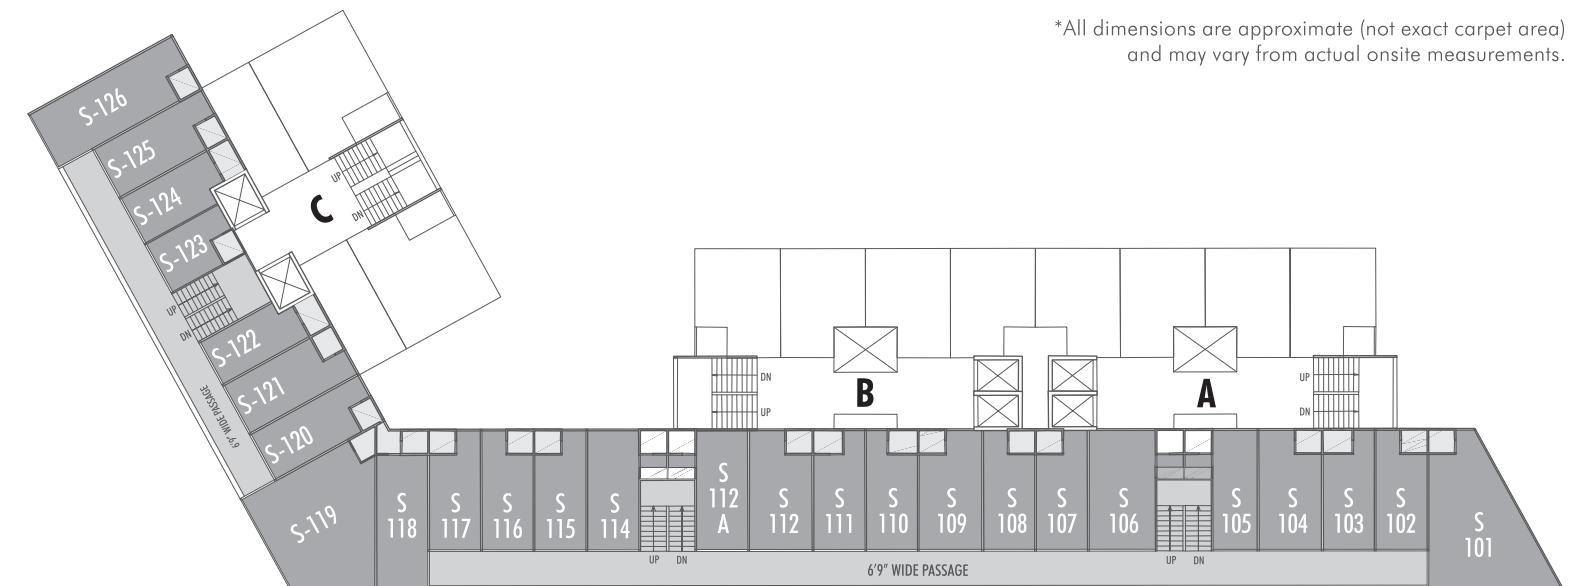 *All dimensions are approximate (not exact carpet area)
and may vary from actual onsite measurements.
S-126
S-125
S-124
S-123
UP
DN
S-122
S-121
S-120
S-119
6'9" WIDE PASSAGE
C
UP
DN
B
DN
UP
A
UP
DN
S
118
S
117
S
116
S
115
S
114
UP
DN
S
112
A
S
112
S
111
S
110
S
109
S
108
S
107
S
106
UP
DN
S
105
S
104
S
103
S
102
S
101
6'9" WIDE PASSAGE